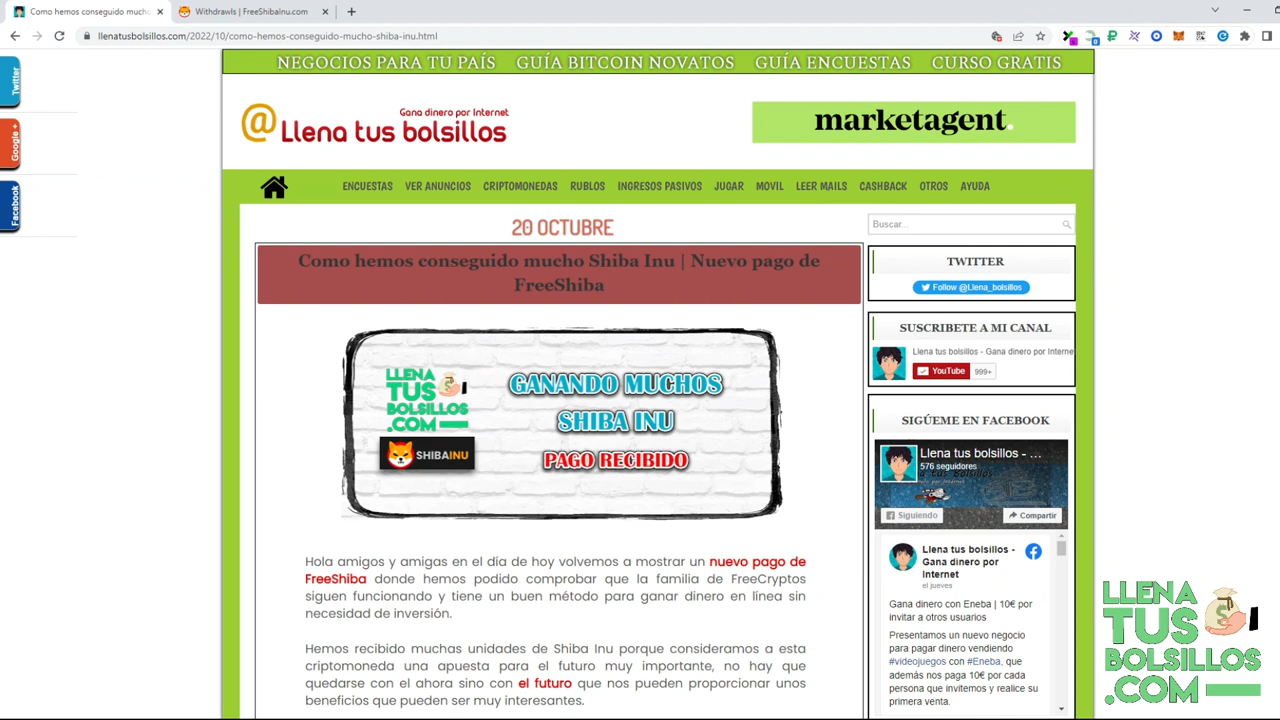 Como hemos conseguido mucho
Withdrawls | FreeShibaInu.com
llenatusbolsillos.com/2022/10/como-hemos-conseguido-mucho-shiba-inu.html
Twitter
Google +
Facebook
NEGOCIOS PARA TU PAÍS GUÍA BITCOIN NOVATOS GUÍA ENCUESTAS CURSO GRATIS
Gana dinero por Internet
@ Llena tus bolsillos
marketagent.
ENCUESTAS VER ANUNCIOS CRIPTOMONEDAS RUBLOS INGRESOS PASIVOS JUGAR MOVIL LEER MAILS CASHBACK OTROS AYUDA
20 OCTUBRE
Como hemos conseguido mucho Shiba Inu | Nuevo pago de
FreeShiba
LLENA
TUS
BOLSILLOS
.COM
SHIBAINU
GANANDO MUCHOS
SHIBA INU
PAGO RECIBIDO
Hola amigos y amigas en el día de hoy volvemos a mostrar un nuevo pago de
FreeShiba donde hemos podido comprobar que la familia de FreeCryptos
siguen funcionando y tiene un buen método para ganar dinero en línea sin
necesidad de inversión.
Hemos recibido muchas unidades de Shiba Inu porque consideramos a esta
criptomoneda una apuesta para el futuro muy importante, no hay que
quedarse con el ahora sino con el futuro que nos pueden proporcionar unos
beneficios que pueden ser muy interesantes.
Buscar...
TWITTER
Follow @Llena_bolsillos
SUSCRIBETE A MI CANAL
Llena tus bolsillos - Gana dinero por Interne
YouTube 999+
SIGÚEME EN FACEBOOK
Llena tus bolsillos - ...
576 seguidores
Siguiendo
Compartir
Llena tus bolsillos -
Gana dinero por
Internet
el jueves
Gana dinero con Eneba | 10€ por
invitar a otros usuarios
Presentamos un nuevo negocio
para pagar dinero vendiendo
#videojuegos con #Eneba, que
además nos paga 10€ por cada
persona que invitemos y realice su
primera venta.
LLENA
TUS
BOLSILLOS
.COM